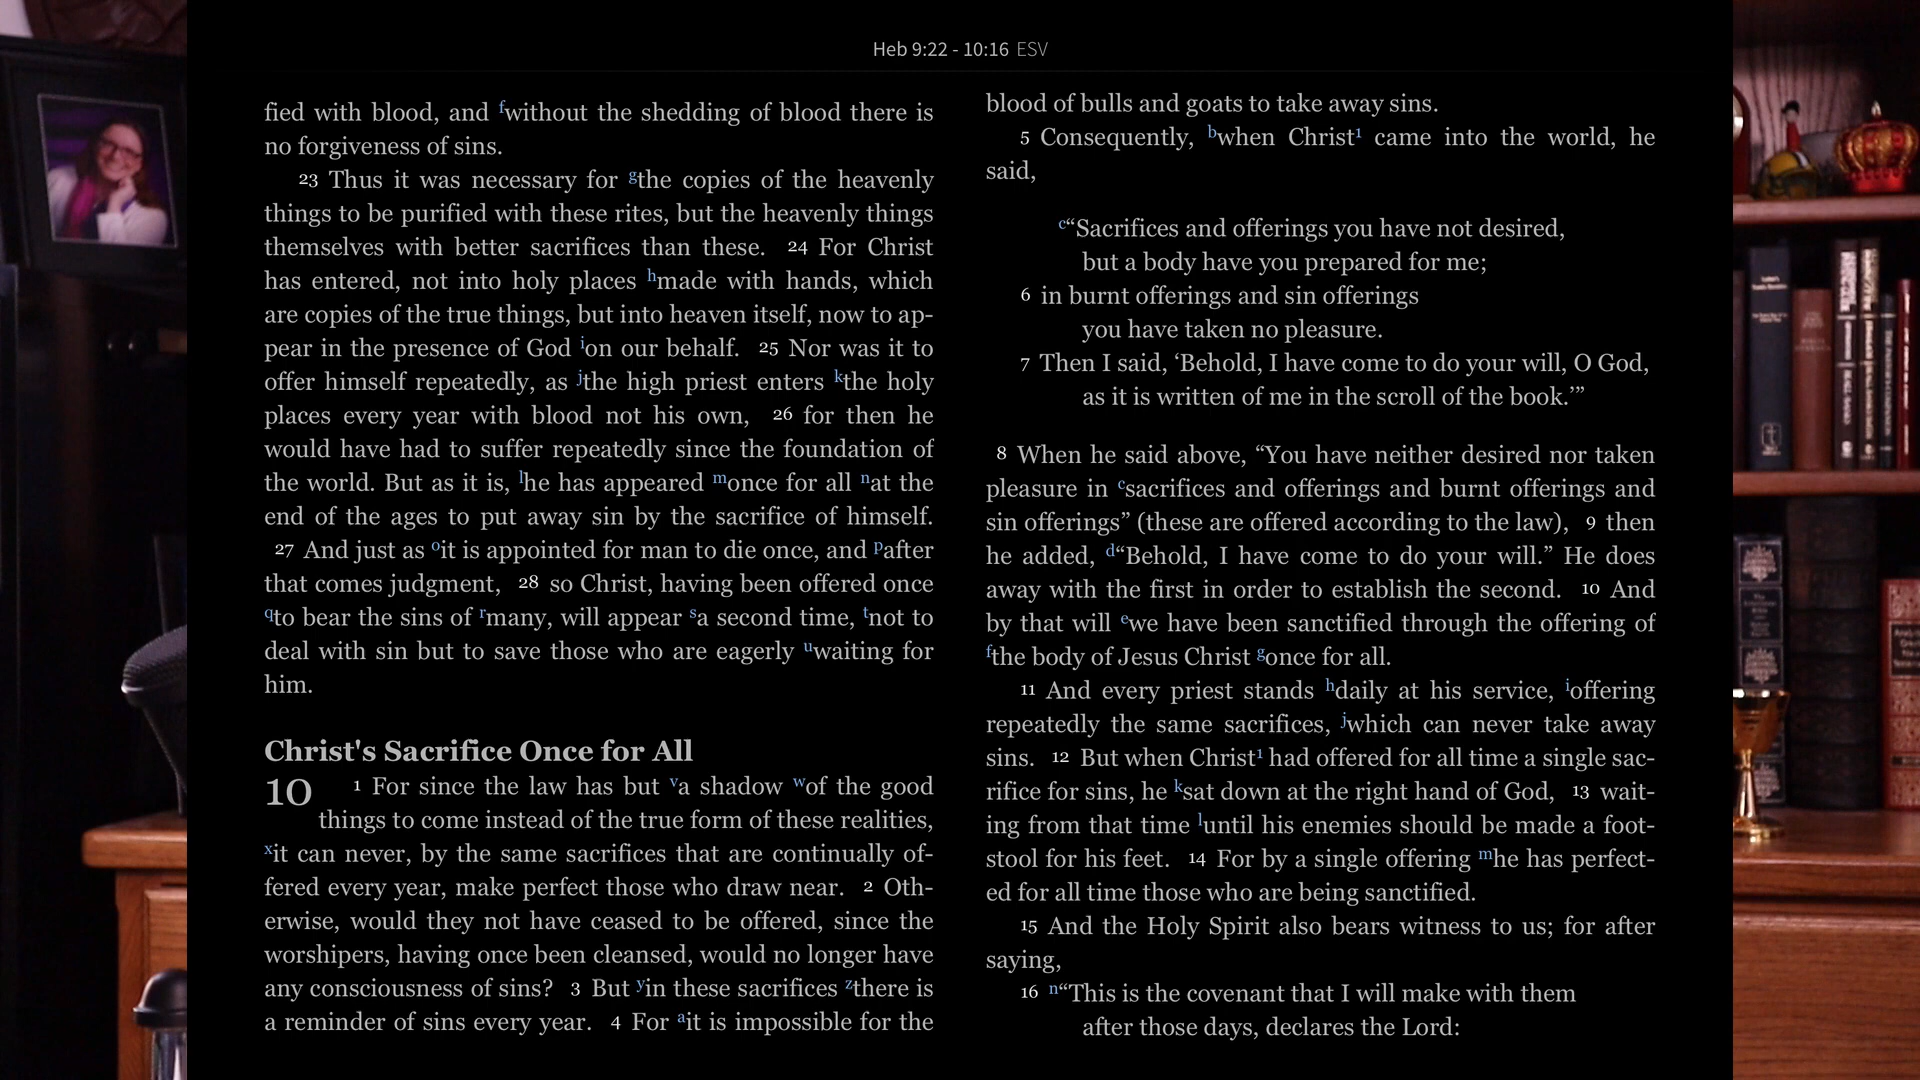 Heb 9:22 - 10:16 ESV
fied with blood, and fwithout the shedding of blood there is
no forgiveness of sins.
23 Thus it was necessary for gthe copies of the heavenly
things to be purified with these rites, but the heavenly things
themselves with better sacrifices than these. 24 For Christ
has entered, not into holy places hmade with hands, which
are copies of the true things, but into heaven itself, now to ap-
pear in the presence of God ion our behalf. 25 Nor was it to
offer himself repeatedly, as jthe high priest enters kthe holy
places every year with blood not his own, 26 for then he
would have had to suffer repeatedly since the foundation of
the world. But as it is, lhe has appeared monce for all nat the
end of the ages to put away sin by the sacrifice of himself.
27 And just as oit is appointed for man to die once, and pafter
that comes judgment, 28 so Christ, having been offered once
qto bear the sins of rmany, will appear sa second time, tnot to
deal with sin but to save those who are eagerly uwaiting for
him.
Christ's Sacrifice Once for All
10 1 For since the law has but va shadow wof the good
things to come instead of the true form of these realities,
xit can never, by the same sacrifices that are continually of-
fered every year, make perfect those who draw near. 2 Oth-
erwise, would they not have ceased to be offered, since the
worshipers, having once been cleansed, would no longer have
any consciousness of sins? 3 But yin these sacrifices zthere is
a reminder of sins every year. 4 For ait is impossible for the
blood of bulls and goats to take away sins.
5 Consequently, bwhen Christ1 came into the world, he
said,
c“Sacrifices and offerings you have not desired,
but a body have you prepared for me;
6 in burnt offerings and sin offerings
you have taken no pleasure.
7 Then I said, ‘Behold, I have come to do your will, O God,
as it is written of me in the scroll of the book.’”
8 When he said above, “You have neither desired nor taken
pleasure in csacrifices and offerings and burnt offerings and
sin offerings” (these are offered according to the law), 9 then
he added, d“Behold, I have come to do your will.” He does
away with the first in order to establish the second. 10 And
by that will ewe have been sanctified through the offering of
fthe body of Jesus Christ gonce for all.
11 And every priest stands hdaily at his service, ioffering
repeatedly the same sacrifices, jwhich can never take away
sins. 12 But when Christ1 had offered for all time a single sac-
rifice for sins, he ksat down at the right hand of God, 13 wait-
ing from that time luntil his enemies should be made a foot-
stool for his feet. 14 For by a single offering mhe has perfect-
ed for all time those who are being sanctified.
15 And the Holy Spirit also bears witness to us; for after
saying,
16 n“This is the covenant that I will make with them
after those days, declares the Lord: